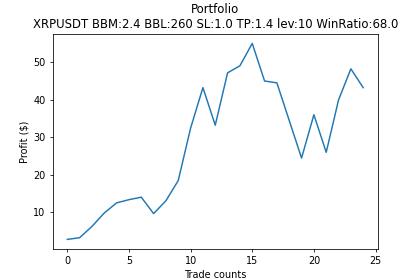 Portfolio
XRPUSDT BBM:2.4 BBL:260 SL:1.0 TP:1.4 lev:10 WinRatio:68.0
50
40
30
20
10
Profit ($)
0 5 10 15 20 25
Trade counts